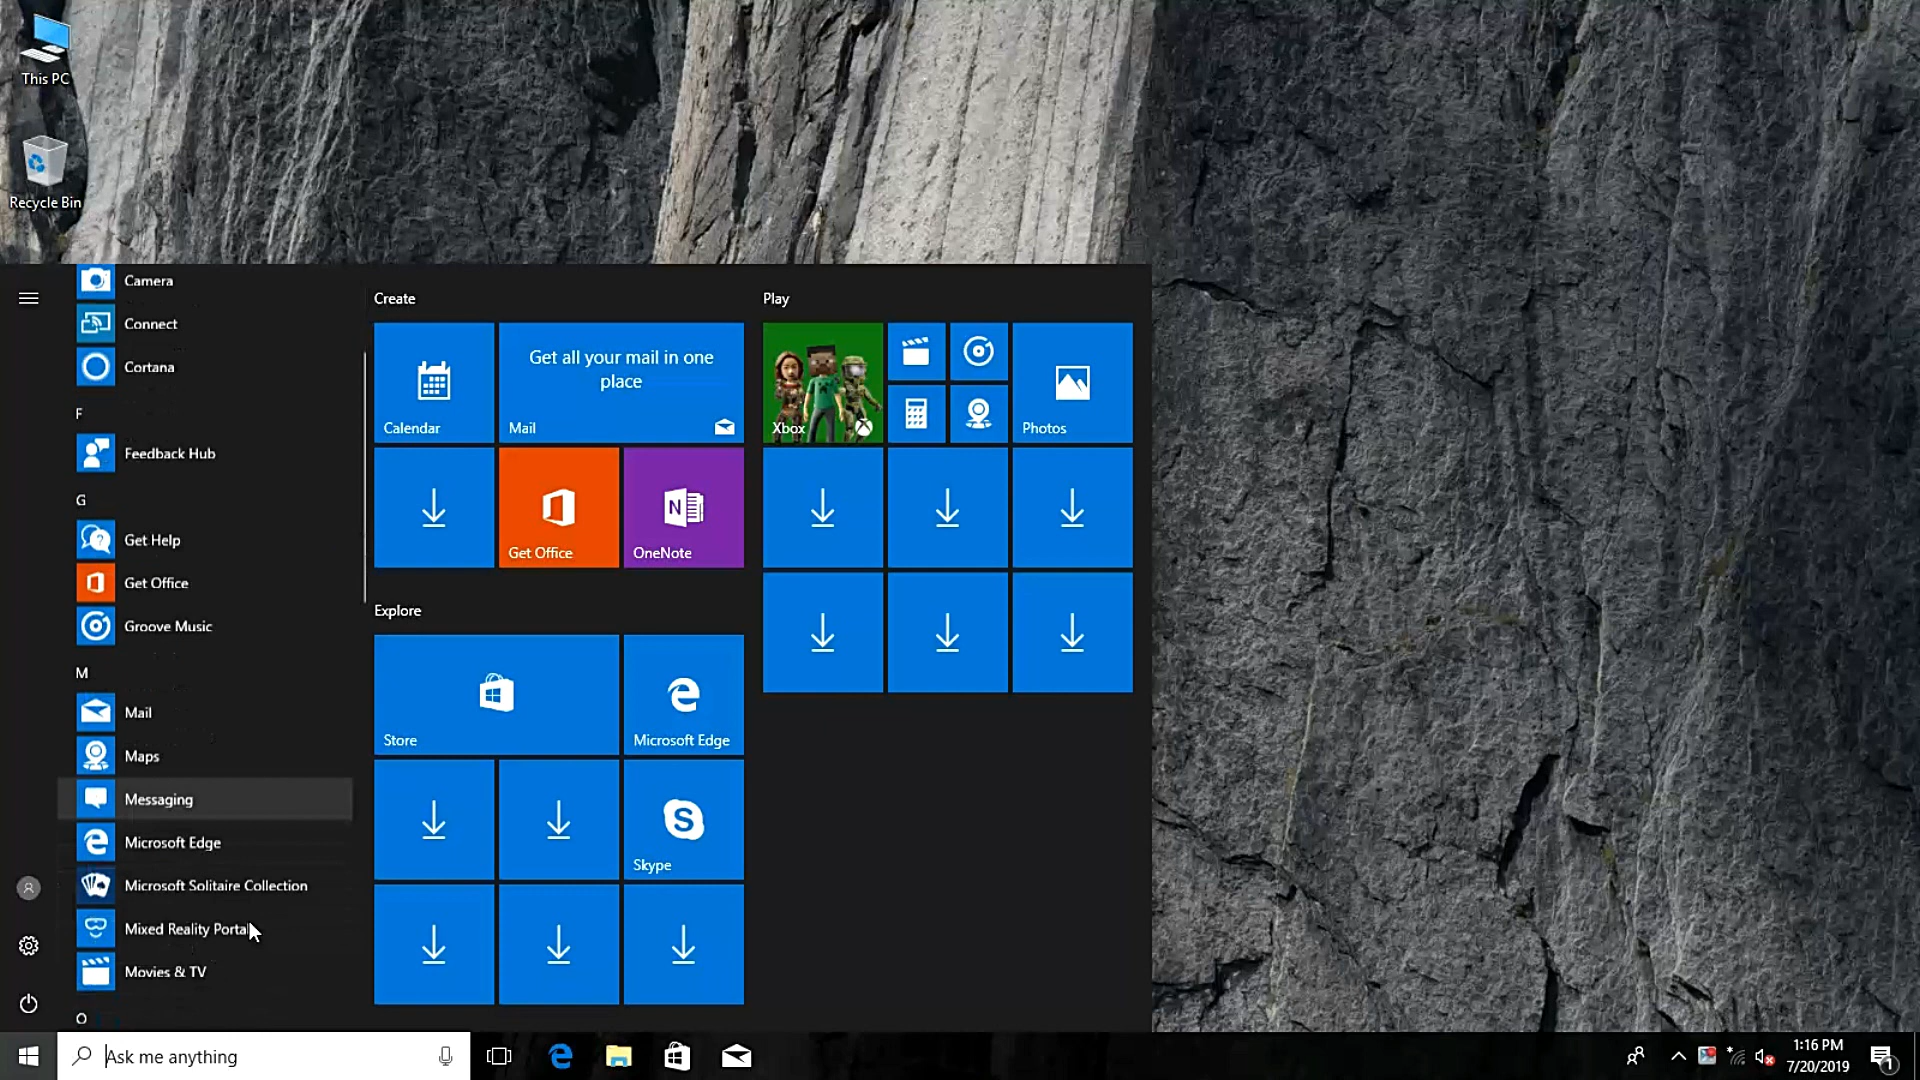 This PC
Recycle Bin
Camera
Connect
Cortana
F
Feedback Hub
G
Get Help
Get Office
Groove Music
M
Mail
Maps
Messaging
Microsoft Edge
Microsoft Solitaire Collection
Mixed Reality Portal
Movies & TV
O
Create
Calendar
Get all your mail in one
place
Mail
Get Office
OneNote
Explore
Store
Microsoft Edge
Skype
Play
Xbox
Photos
Ask me anything
1:16 PM
7/20/2019
1